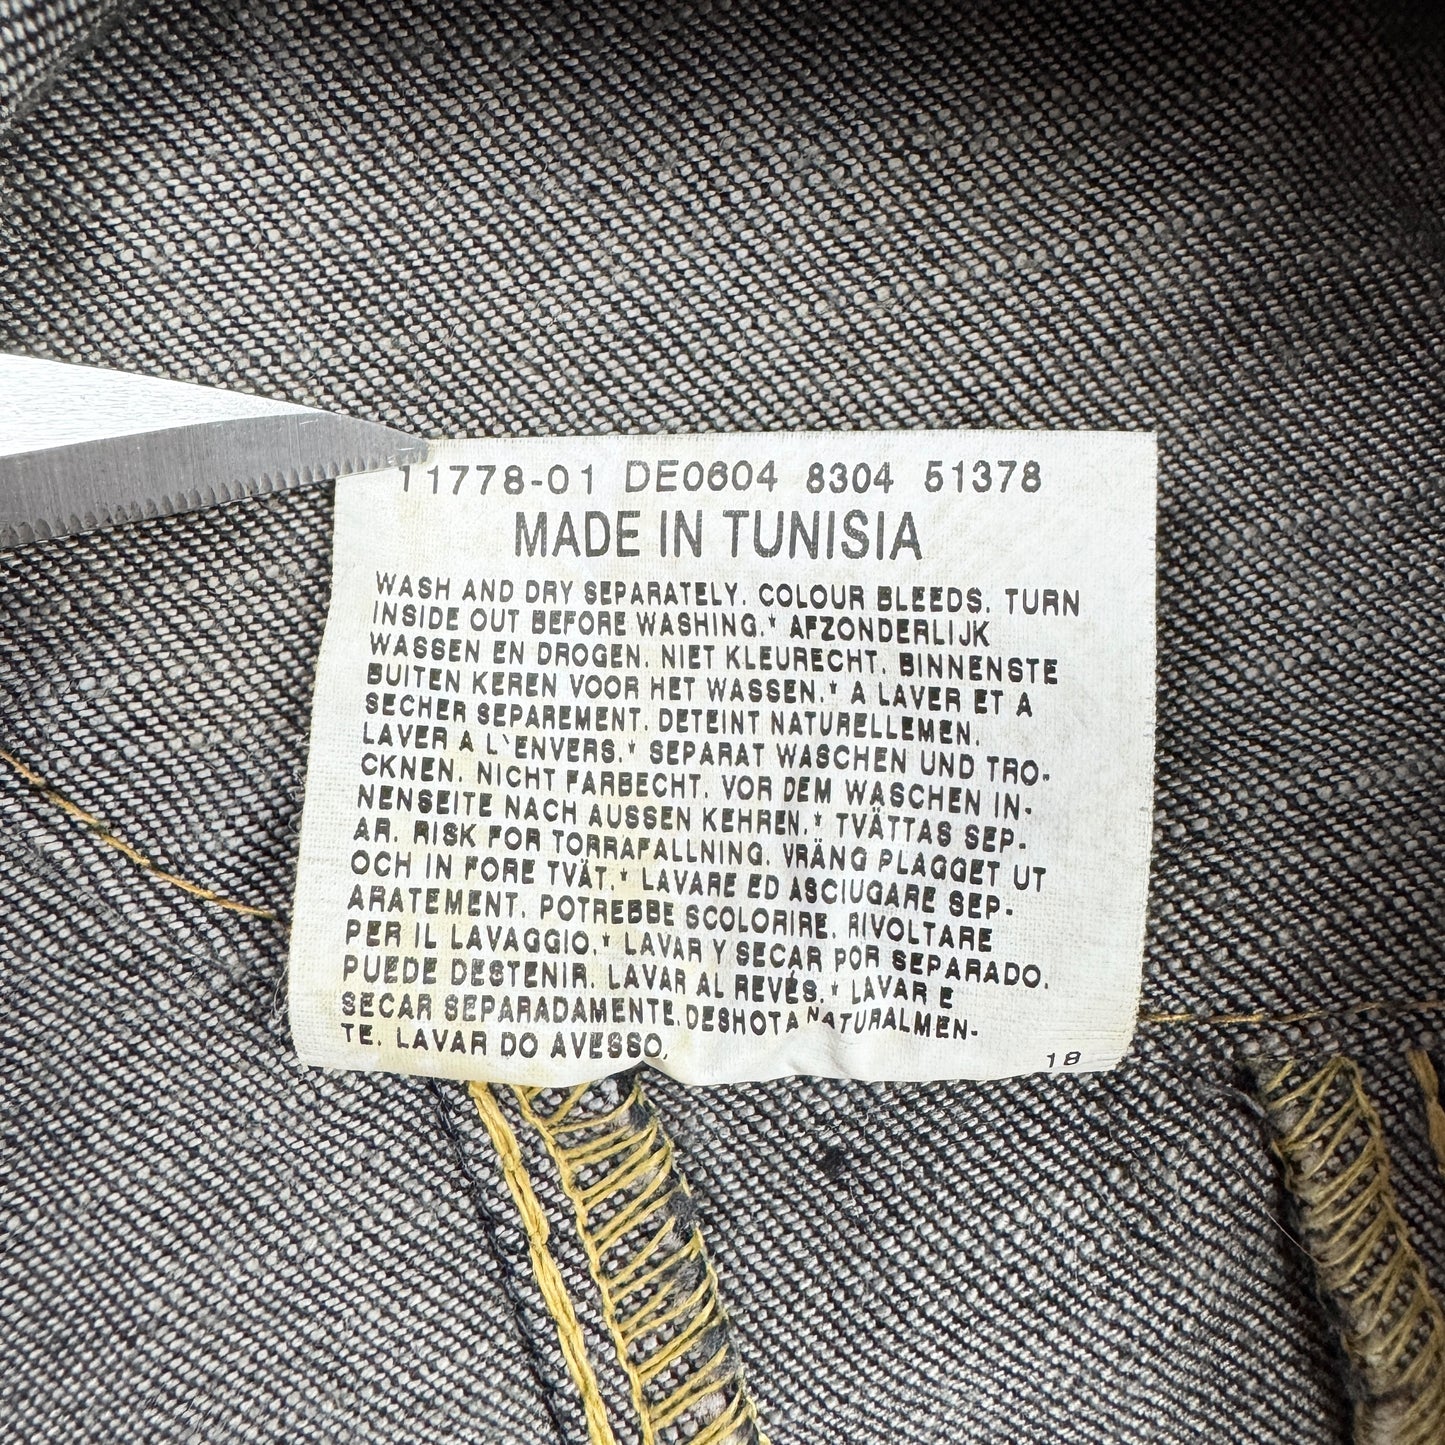 11778-01 DE0604 8304 51378
MADE IN TUNISIA
WASH AND DRY SEPARATELY. COLOUR BLEEDS. TURN
INSIDE OUT BEFORE WASHING.* AFZONDERLIJK
WASSEN EN DROGEN. NIET KLEURECHT. BINNENSTE
BUITEN KEREN VOOR HET WASSEN.* A LAVER ET A
SECHER SEPAREMENT. DETEINT NATURELLEMEN.
LAVER A L`ENVERS.* SEPARAT WASCHEN UND TRO-
CKNEN. NICHT FARBECHT. VOR DEM WASCHEN IN-
NENSEITE NACH AUSSEN KEHREN.* TVÄTTAS SEP-
AR. RISK FOR TORRAFALLNING. VRÄNG PLAGGET UT
OCH IN FORE TVÄT.* LAVARE ED ASCIUGARE SEP-
ARATEMENT. POTREBBE SCOLORIRE. RIVOLTARE
PER IL LAVAGGIO.* LAVAR Y SECAR POR SEPARADO.
PUEDE DESTENIR. LAVAR AL REVÉS.* LAVAR E
SECAR SEPARADAMENTE.DESHOTA NATURALMEN-
TE. LAVAR DO AVESSO,
18